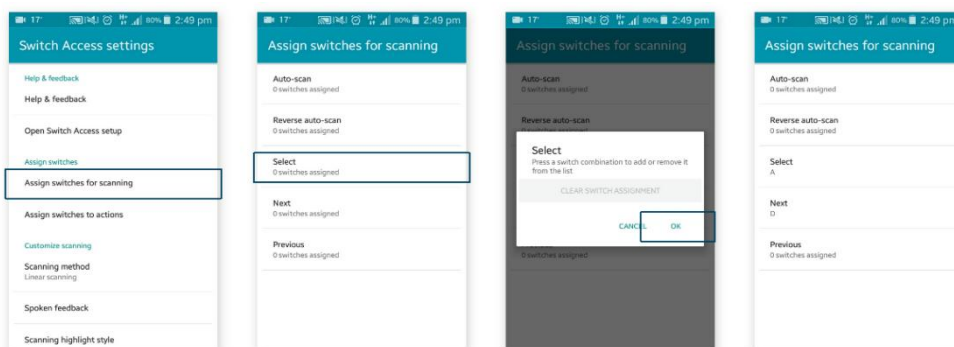 17° 80% 2:49 pm
Switch Access settings
Help & feedback
Help & feedback
Open Switch Access setup
Assign switches
Assign switches for scanning
Assign switches to actions
Customize scanning
Scanning method
Linear scanning
Spoken feedback
Scanning highlight style
17° 80% 2:49 pm
Assign switches for scanning
Auto-scan
0 switches assigned
Reverse auto-scan
0 switches assigned
Select
0 switches assigned
Next
0 switches assigned
Previous
0 switches assigned
17° 80% 2:49 pm
Assign switches for scanning
Auto-scan
0 switches assigned
Reverse auto-scan
Select
Press a switch combination to add or remove it
from the list
CLEAR SWITCH ASSIGNMENT
CANCEL OK
0 switches assigned
17° 80% 2:49 pm
Assign switches for scanning
Auto-scan
0 switches assigned
Reverse auto-scan
0 switches assigned
Select
A
Next
D
Previous
0 switches assigned